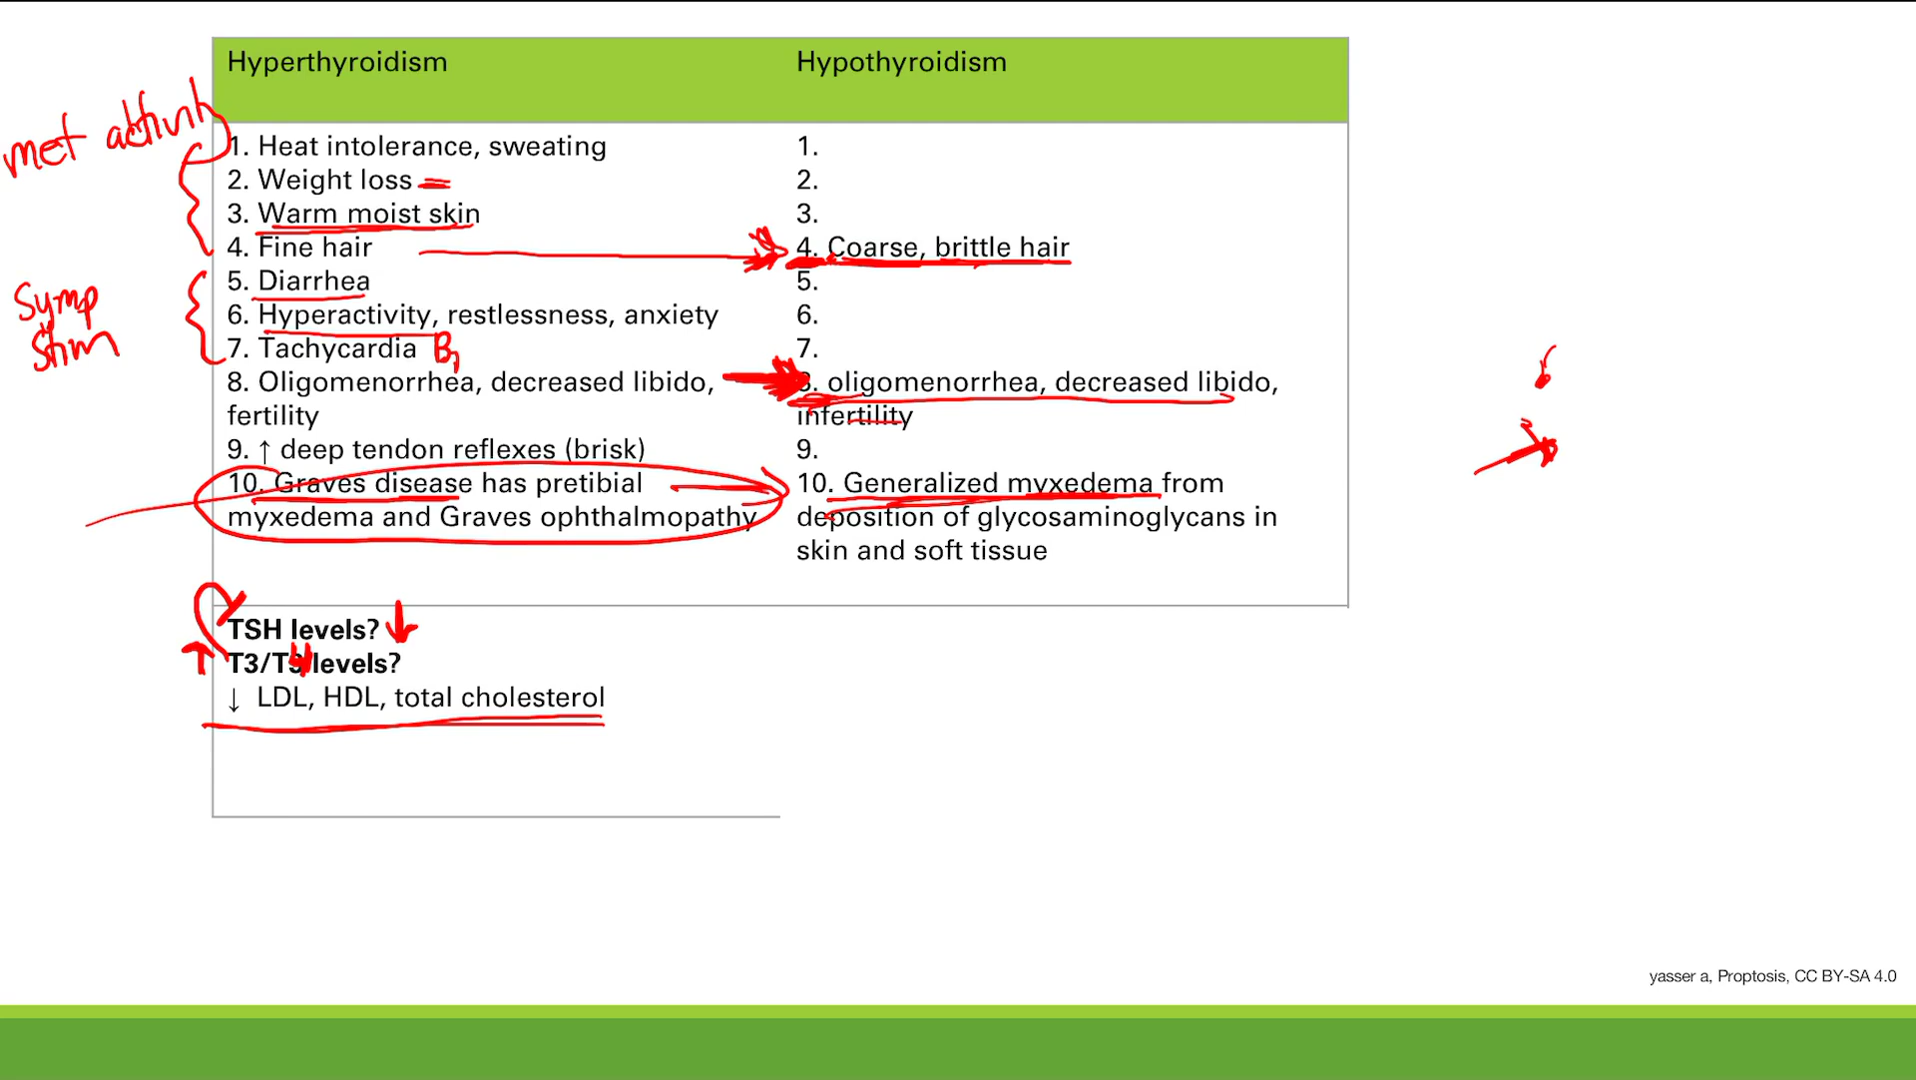 Hyperthyroidism
Hypothyroidism
met activity
1. Heat intolerance, sweating
2. Weight loss
3. Warm moist skin
4. Fine hair
5. Diarrhea
6. Hyperactivity, restlessness, anxiety
7. Tachycardia B1
8. Oligomenorrhea, decreased libido,
fertility
9. ↑ deep tendon reflexes (brisk)
10. Graves disease has pretibial
myxedema and Graves ophthalmopathy
Symp
stim
1.
2.
3.
4. Coarse, brittle hair
5.
6.
7.
8. oligomenorrhea, decreased libido,
infertility
9.
10. Generalized myxedema from
deposition of glycosaminoglycans in
skin and soft tissue
TSH levels? ↓
↑ T3/T4 levels?
↓ LDL, HDL, total cholesterol
yasser a, Proptosis, CC BY-SA 4.0